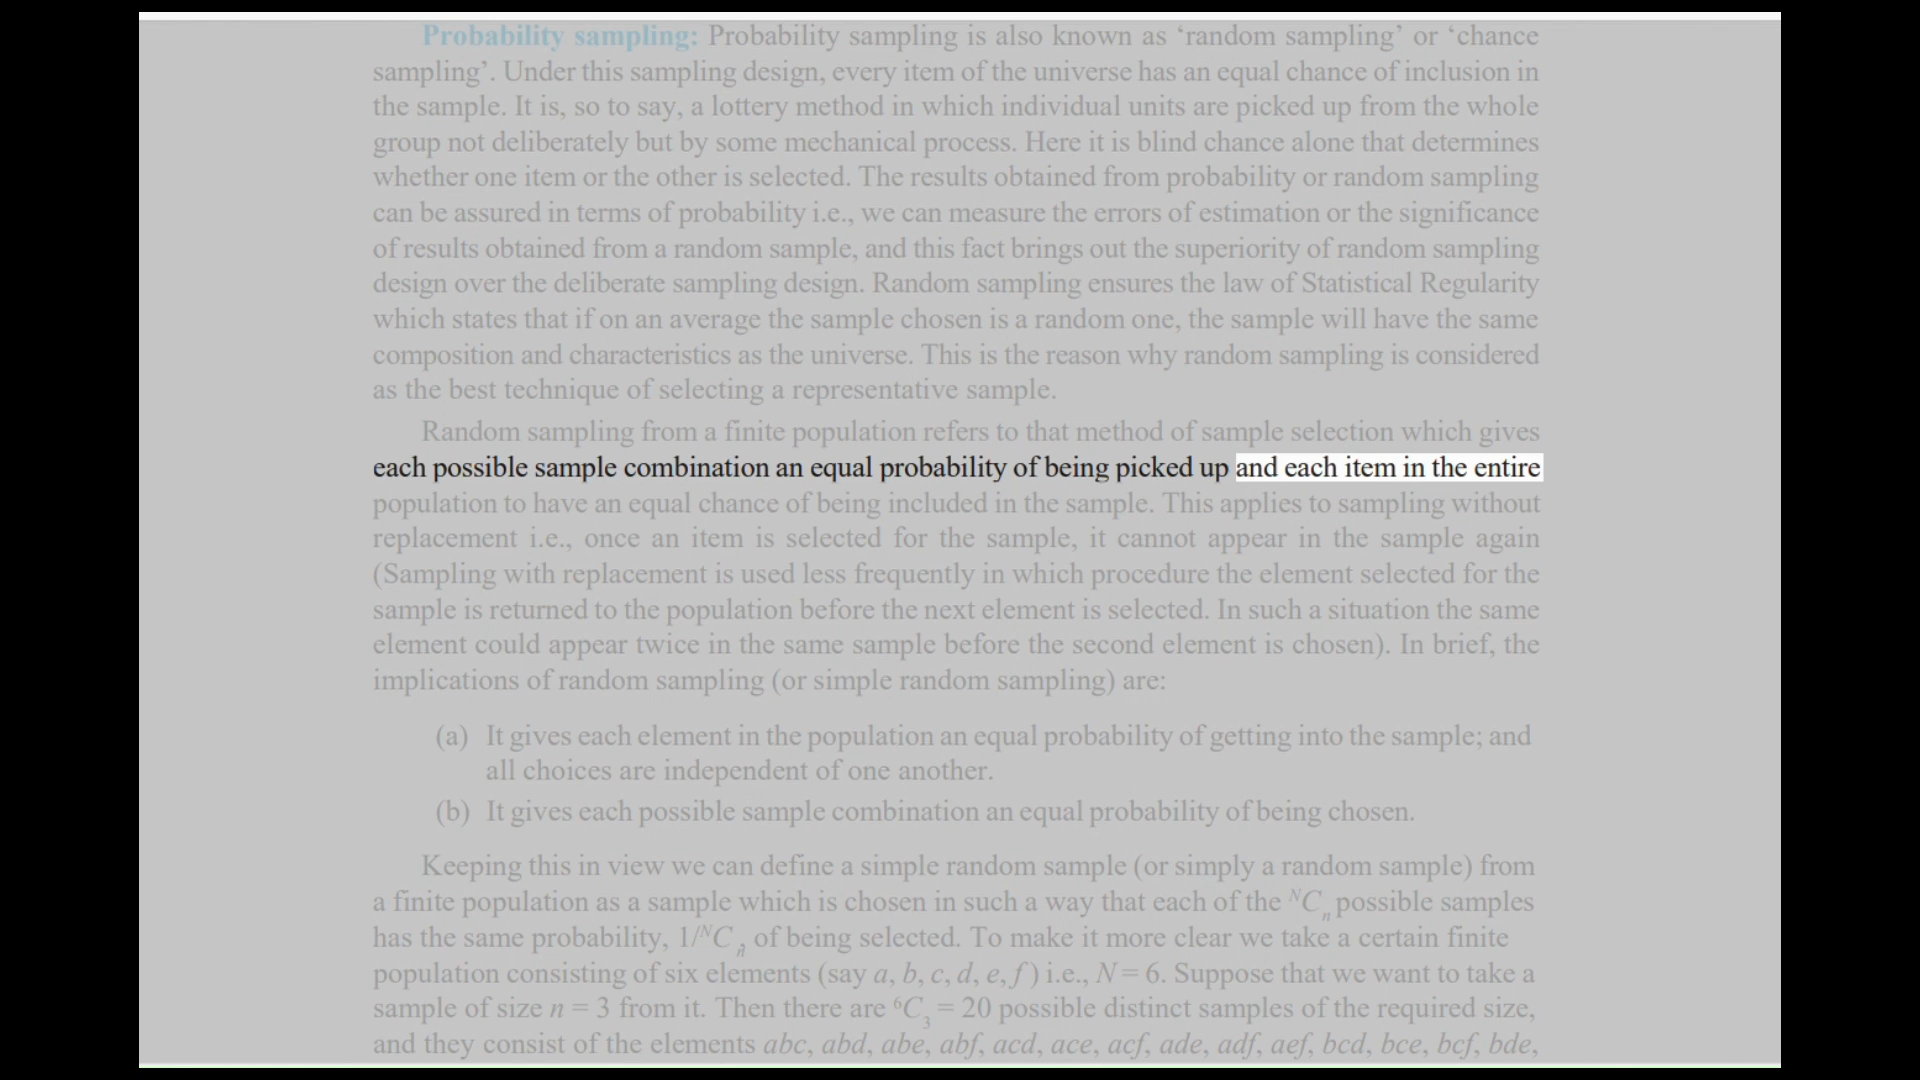 Probability sampling: Probability sampling is also known as ‘random sampling’ or ‘chance
sampling’. Under this sampling design, every item of the universe has an equal chance of inclusion in
the sample. It is, so to say, a lottery method in which individual units are picked up from the whole
group not deliberately but by some mechanical process. Here it is blind chance alone that determines
whether one item or the other is selected. The results obtained from probability or random sampling
can be assured in terms of probability i.e., we can measure the errors of estimation or the significance
of results obtained from a random sample, and this fact brings out the superiority of random sampling
design over the deliberate sampling design. Random sampling ensures the law of Statistical Regularity
which states that if on an average the sample chosen is a random one, the sample will have the same
composition and characteristics as the universe. This is the reason why random sampling is considered
as the best technique of selecting a representative sample.
Random sampling from a finite population refers to that method of sample selection which gives
each possible sample combination an equal probability of being picked up and each item in the entire
population to have an equal chance of being included in the sample. This applies to sampling without
replacement i.e., once an item is selected for the sample, it cannot appear in the sample again
(Sampling with replacement is used less frequently in which procedure the element selected for the
sample is returned to the population before the next element is selected. In such a situation the same
element could appear twice in the same sample before the second element is chosen). In brief, the
implications of random sampling (or simple random sampling) are:
(a) It gives each element in the population an equal probability of getting into the sample; and
all choices are independent of one another.
(b) It gives each possible sample combination an equal probability of being chosen.
Keeping this in view we can define a simple random sample (or simply a random sample) from
a finite population as a sample which is chosen in such a way that each of the ᴺCₙ possible samples
has the same probability, 1/ᴺCₙ, of being selected. To make it more clear we take a certain finite
population consisting of six elements (say a, b, c, d, e, f ) i.e., N = 6. Suppose that we want to take a
sample of size n = 3 from it. Then there are ⁶C₃ = 20 possible distinct samples of the required size,
and they consist of the elements abc, abd, abe, abf, acd, ace, acf, ade, adf, aef, bcd, bce, bcf, bde,